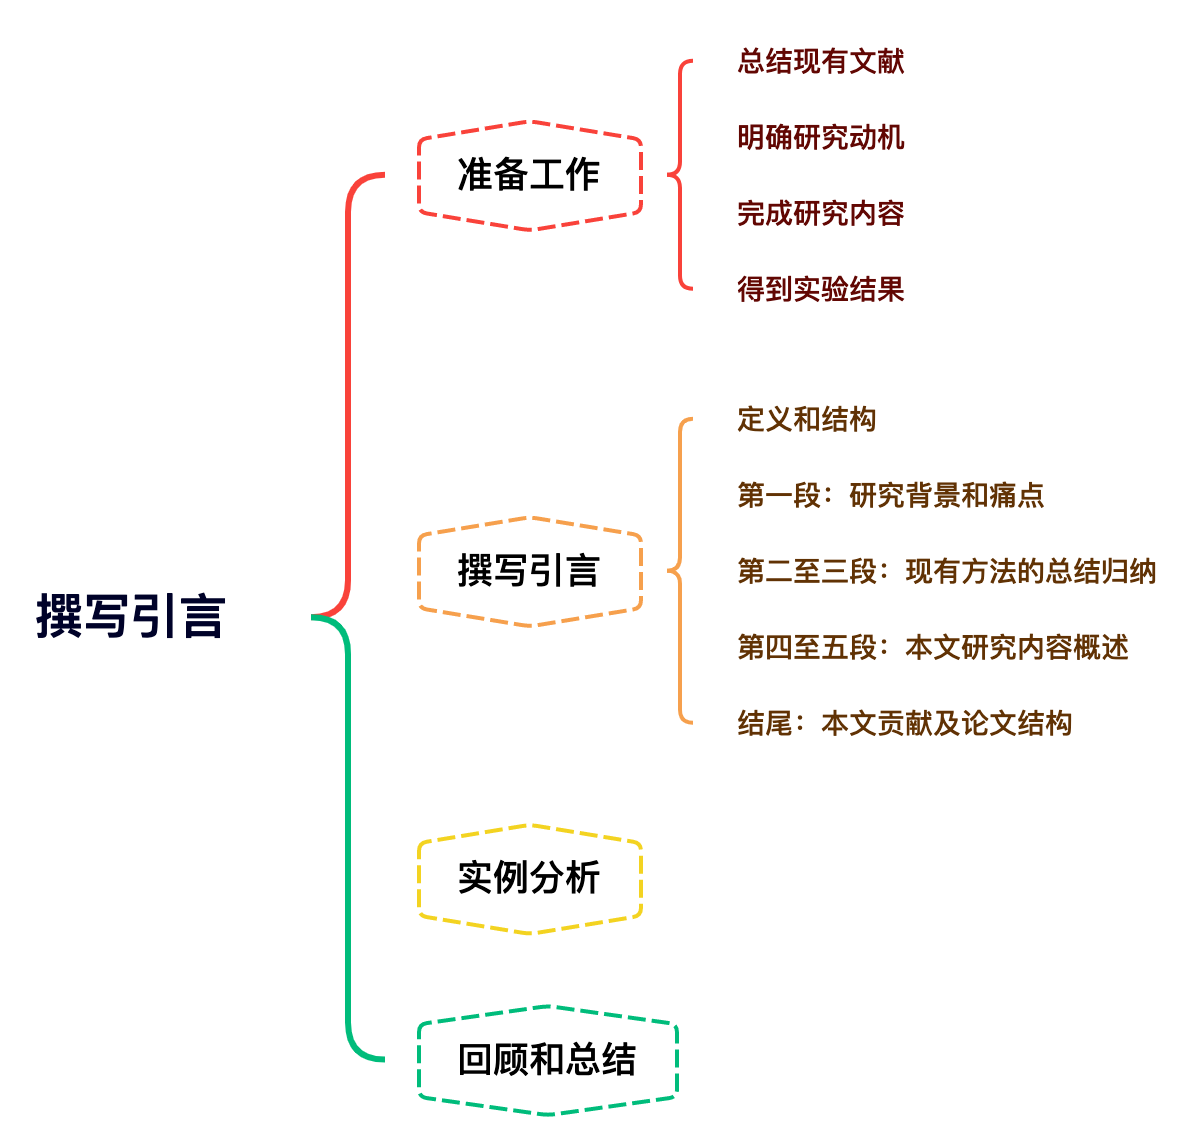 撰写引言
准备工作
总结现有文献
明确研究动机
完成研究内容
得到实验结果
撰写引言
定义和结构
第一段：研究背景和痛点
第二至三段：现有方法的总结归纳
第四至五段：本文研究内容概述
结尾：本文贡献及论文结构
实例分析
回顾和总结